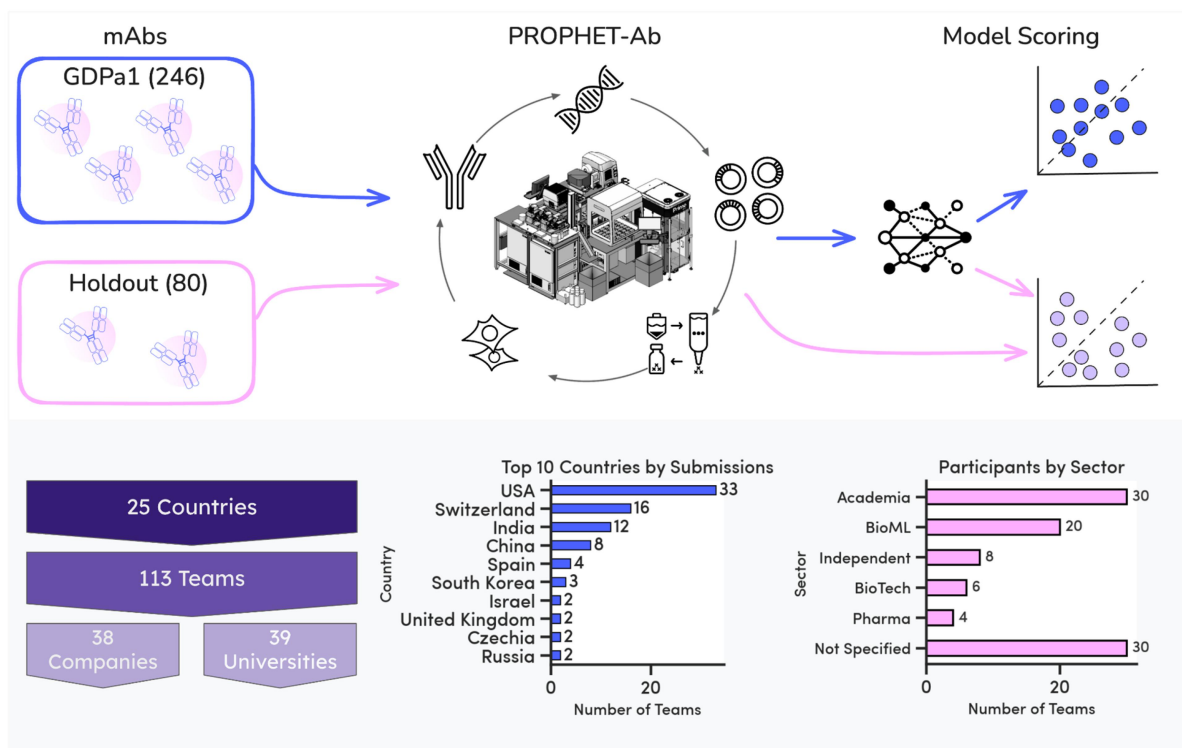 mAbs
PROPHET-Ab
Model Scoring
GDPa1 (246)
Holdout (80)
25 Countries
113 Teams
38
Companies
39
Universities
Top 10 Countries by Submissions
Country
USA 33
Switzerland 16
India 12
China 8
Spain 4
South Korea 3
Israel 2
United Kingdom 2
Czechia 2
Russia 2
0 20
Number of Teams
Participants by Sector
Sector
Academia 30
BioML 20
Independent 8
BioTech 6
Pharma 4
Not Specified 30
0 20
Number of Teams